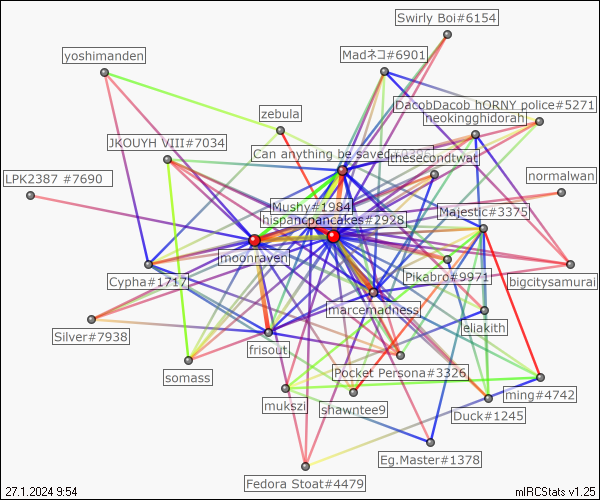 Swirly Boi#6154
yoshimanden
Madネコ#6901
DacobDacob hORNY police#5271
zebula
neokingghidorah
JKOUYH VIII#7034
Can anything be saved
thesecondtwat
LPK2387 #7690
normalwan
Mushy#1984
Majestic#3375
hispancpancakes#2928
moonraven
Cypha#1717
Pikabro#9971
bigcitysamurai
marcemadness
eliakith
Silver#7938
frisout
somass
Pocket Persona#3326
ming#4742
mukszi
shawntee9
Duck#1245
Eg.Master#1378
Fedora Stoat#4479
27.1.2024 9:54
mIRCStats v1.25